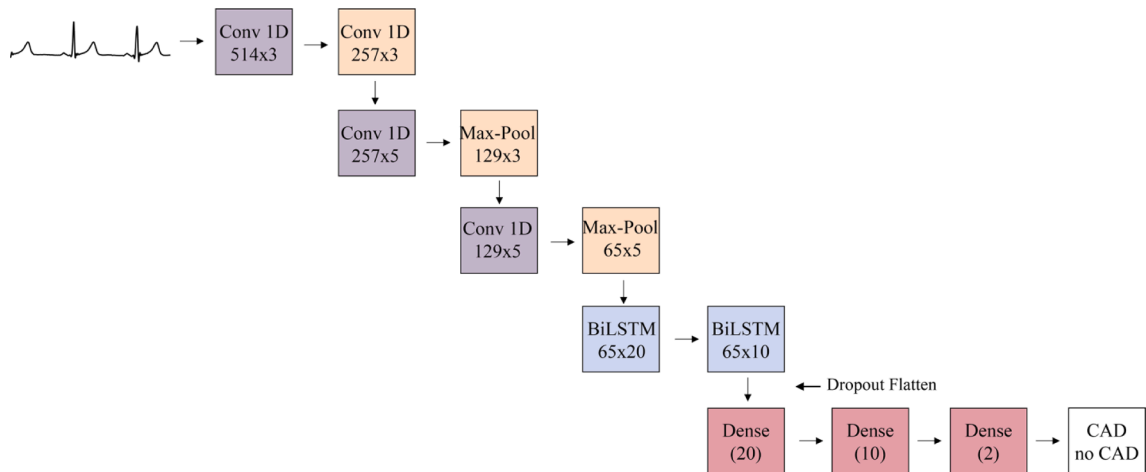 Conv 1D
514x3
Conv 1D
257x3
Conv 1D
257x5
Max-Pool
129x3
Conv 1D
129x5
Max-Pool
65x5
BiLSTM
65x20
BiLSTM
65x10
Dropout Flatten
Dense
(20)
Dense
(10)
Dense
(2)
CAD
no CAD